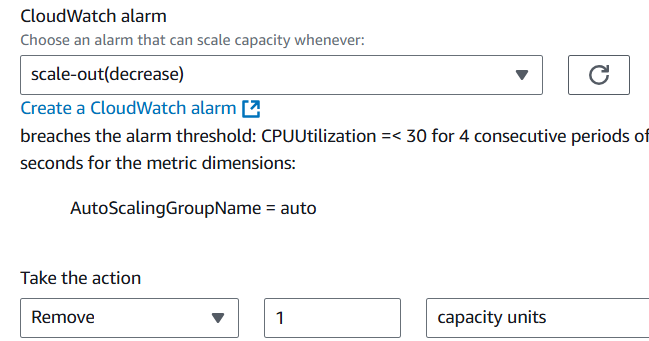 CloudWatch alarm
Choose an alarm that can scale capacity whenever:
scale-out(decrease)
Create a CloudWatch alarm
breaches the alarm threshold: CPUUtilization =< 30 for 4 consecutive periods of
seconds for the metric dimensions:
AutoScalingGroupName = auto
Take the action
Remove 1 capacity units